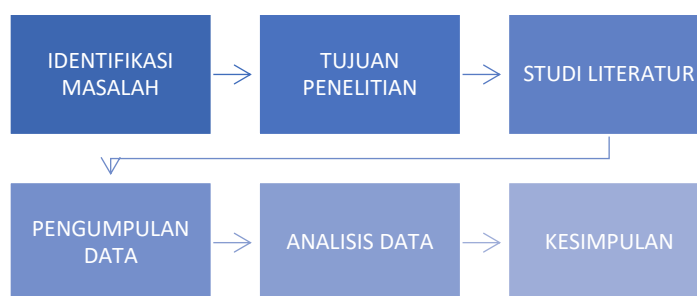 IDENTIFIKASI
MASALAH
TUJUAN
PENELITIAN
STUDI LITERATUR
PENGUMPULAN
DATA
ANALISIS DATA
KESIMPULAN